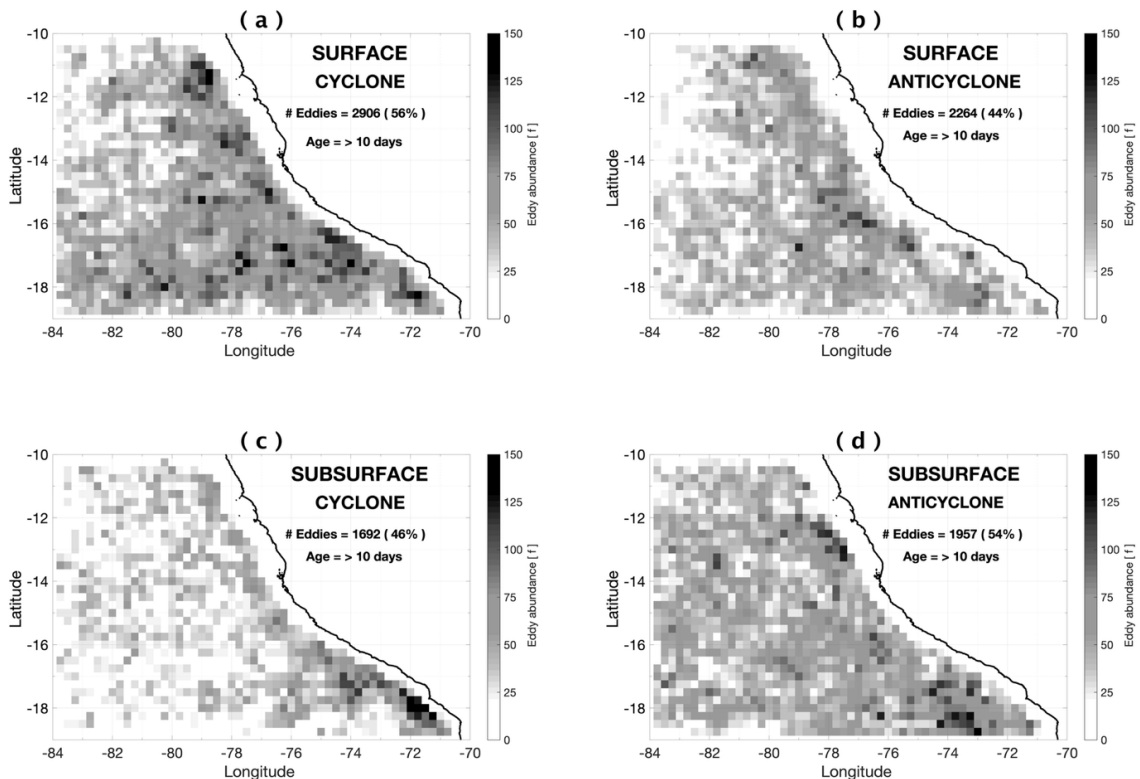 ( a )
SURFACE
CYCLONE
# Eddies = 2906 ( 56% )
Age = > 10 days
-10
-12
-14
-16
-18
Latitude
-84
-82
-80
-78
-76
-74
-72
-70
Longitude
150
125
100
75
50
25
0
Eddy abundance [ f ]
( b )
SURFACE
ANTICYCLONE
# Eddies = 2264 ( 44% )
Age = > 10 days
-10
-12
-14
-16
-18
Latitude
-84
-82
-80
-78
-76
-74
-72
-70
Longitude
150
125
100
75
50
25
0
Eddy abundance [ f ]
( c )
SUBSURFACE
CYCLONE
# Eddies = 1692 ( 46% )
Age = > 10 days
-10
-12
-14
-16
-18
Latitude
-84
-82
-80
-78
-76
-74
-72
-70
Longitude
150
125
100
75
50
25
0
Eddy abundance [ f ]
( d )
SUBSURFACE
ANTICYCLONE
# Eddies = 1957 ( 54% )
Age = > 10 days
-10
-12
-14
-16
-18
Latitude
-84
-82
-80
-78
-76
-74
-72
-70
Longitude
150
125
100
75
50
25
0
Eddy abundance [ f ]